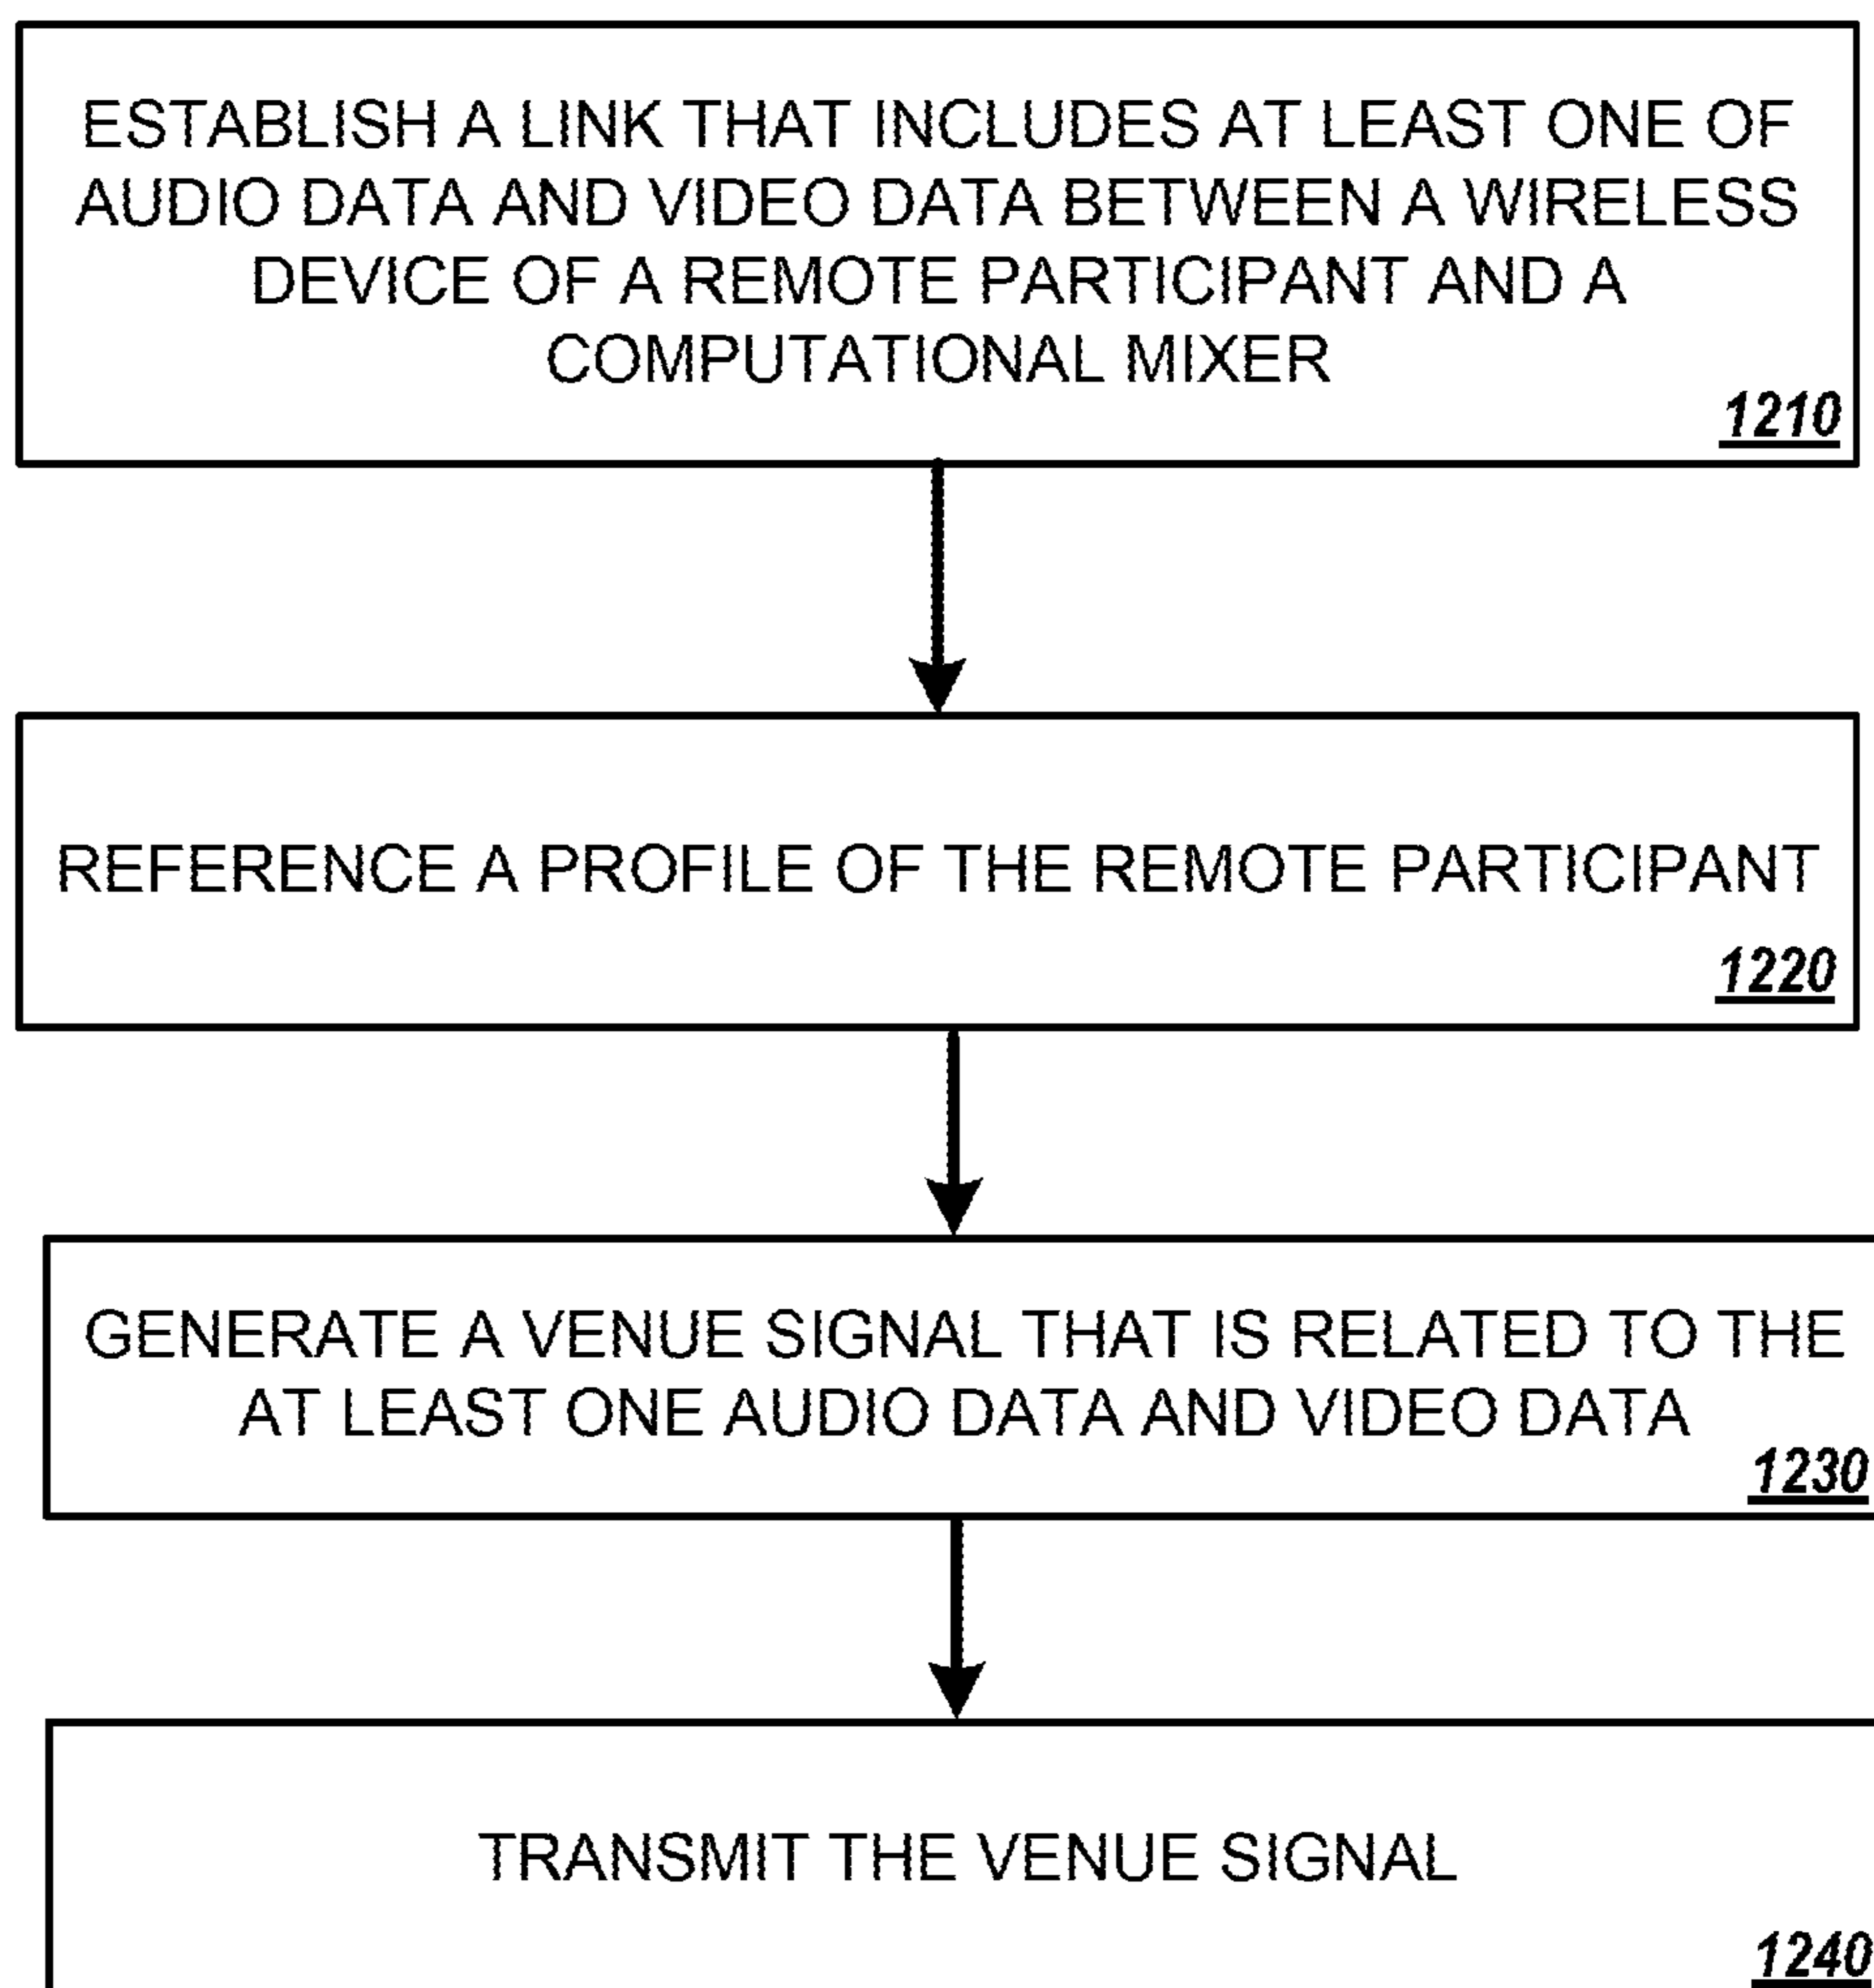 ESTABLISH A LINK THAT INCLUDES AT LEAST ONE OF
AUDIO DATA AND VIDEO DATA BETWEEN A WIRELESS
DEVICE OF A REMOTE PARTICIPANT AND A
COMPUTATIONAL MIXER
1210
REFERENCE A PROFILE OF THE REMOTE PARTICIPANT
1220
GENERATE A VENUE SIGNAL THAT IS RELATED TO THE
AT LEAST ONE AUDIO DATA AND VIDEO DATA
1230
TRANSMIT THE VENUE SIGNAL
1240